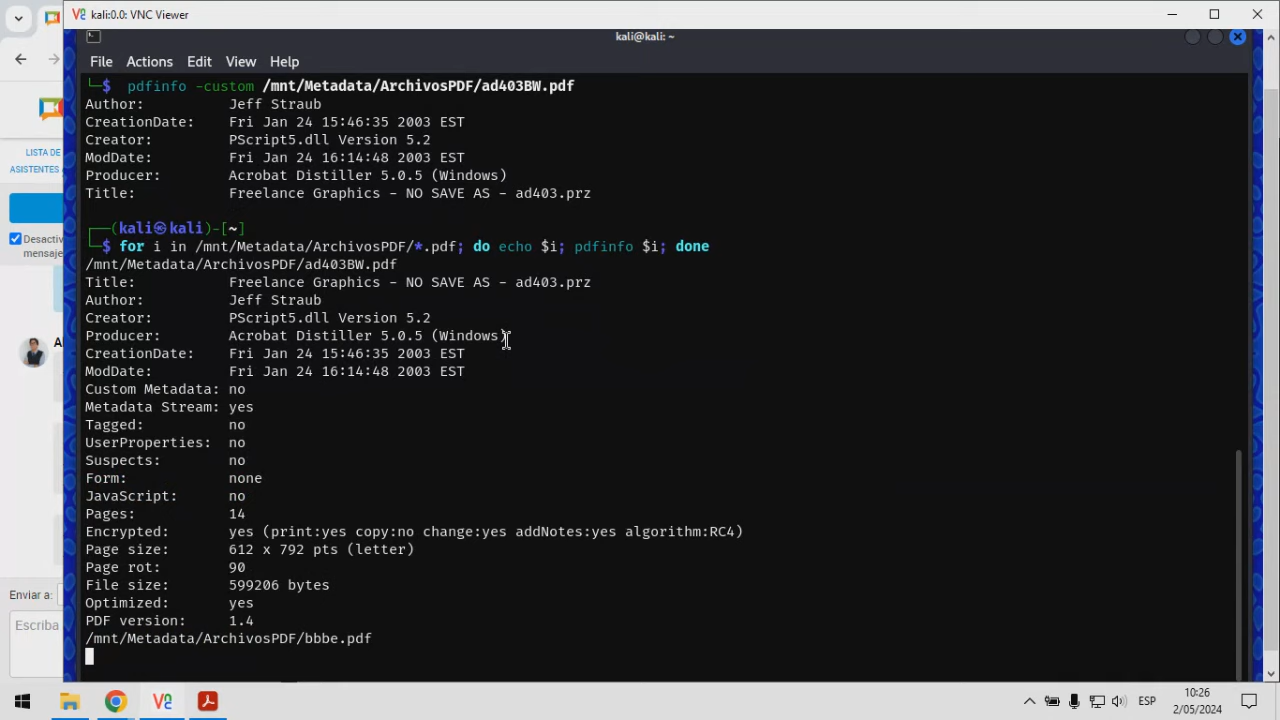 kali:0.0: VNC Viewer
kali@kali: ~
File Actions Edit View Help
└─$ pdfinfo -custom /mnt/Metadata/ArchivosPDF/ad403BW.pdf
Author: Jeff Straub
CreationDate: Fri Jan 24 15:46:35 2003 EST
Creator: PScript5.dll Version 5.2
ModDate: Fri Jan 24 16:14:48 2003 EST
Producer: Acrobat Distiller 5.0.5 (Windows)
Title: Freelance Graphics - NO SAVE AS - ad403.prz
┌──(kali㉿kali)-[~]
└─$ for i in /mnt/Metadata/ArchivosPDF/*.pdf; do echo $i; pdfinfo $i; done
/mnt/Metadata/ArchivosPDF/ad403BW.pdf
Title: Freelance Graphics - NO SAVE AS - ad403.prz
Author: Jeff Straub
Creator: PScript5.dll Version 5.2
Producer: Acrobat Distiller 5.0.5 (Windows)
CreationDate: Fri Jan 24 15:46:35 2003 EST
ModDate: Fri Jan 24 16:14:48 2003 EST
Custom Metadata: no
Metadata Stream: yes
Tagged: no
UserProperties: no
Suspects: no
Form: none
JavaScript: no
Pages: 14
Encrypted: yes (print:yes copy:no change:yes addNotes:yes algorithm:RC4)
Page size: 612 x 792 pts (letter)
Page rot: 90
File size: 599206 bytes
Optimized: yes
PDF version: 1.4
/mnt/Metadata/ArchivosPDF/bbbe.pdf
LISTA DE
ASISTENTES
Desactiv
mensaje
A
Enviar a:
Escriba
ESP
10:26
2/05/2024